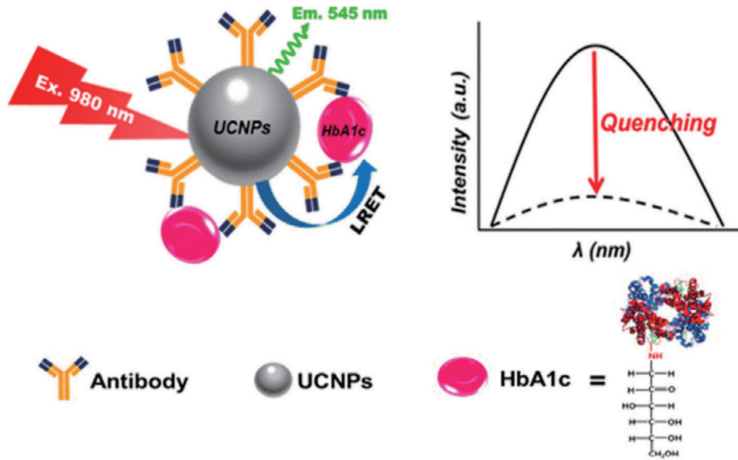 Em. 545 nm
Ex. 980 nm
UCNPs
HbA1c
LRET
Intensity (a.u.)
Quenching
λ (nm)
Antibody
UCNPs
HbA1c =
NH
H H
H O
HO H
H OH
H OH
CH₂OH